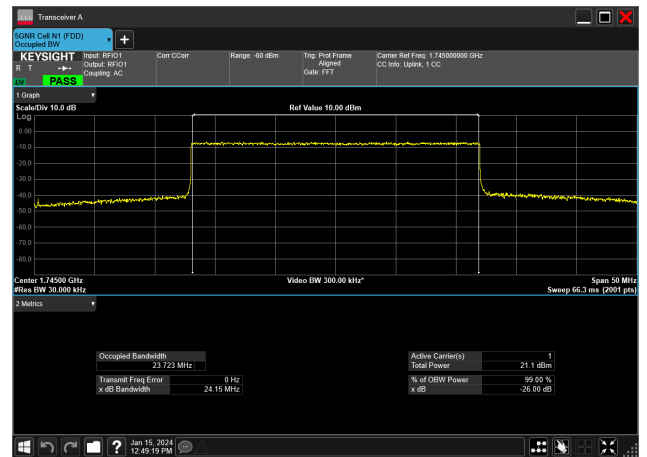 Transceiver A
5GNR Cell N1 (FDD)
Occupied BW
+
KEYSIGHT
R T
LXI
PASS
Input: RFIO1
Output: RFIO1
Coupling: AC
Corr CCorr
Range: -60 dBm
Trig: Prot Frame
Aligned
Gate: FFT
Carrier Ref Freq: 1.745000000 GHz
CC Info: Uplink, 1 CC
1 Graph
Scale/Div 10.0 dB
Ref Value 10.00 dBm
Log
0.00
-10.0
-20.0
-30.0
-40.0
-50.0
-60.0
-70.0
-80.0
Center 1.74500 GHz
Video BW 300.00 kHz*
Span 50 MHz
#Res BW 30.000 kHz
Sweep 66.3 ms (2001 pts)
2 Metrics
Occupied Bandwidth
23.723 MHz
Transmit Freq Error 0 Hz
x dB Bandwidth 24.15 MHz
Active Carrier(s) 1
Total Power 21.1 dBm
% of OBW Power 99.00 %
x dB -26.00 dB
?
Jan 15, 2024
12:49:19 PM